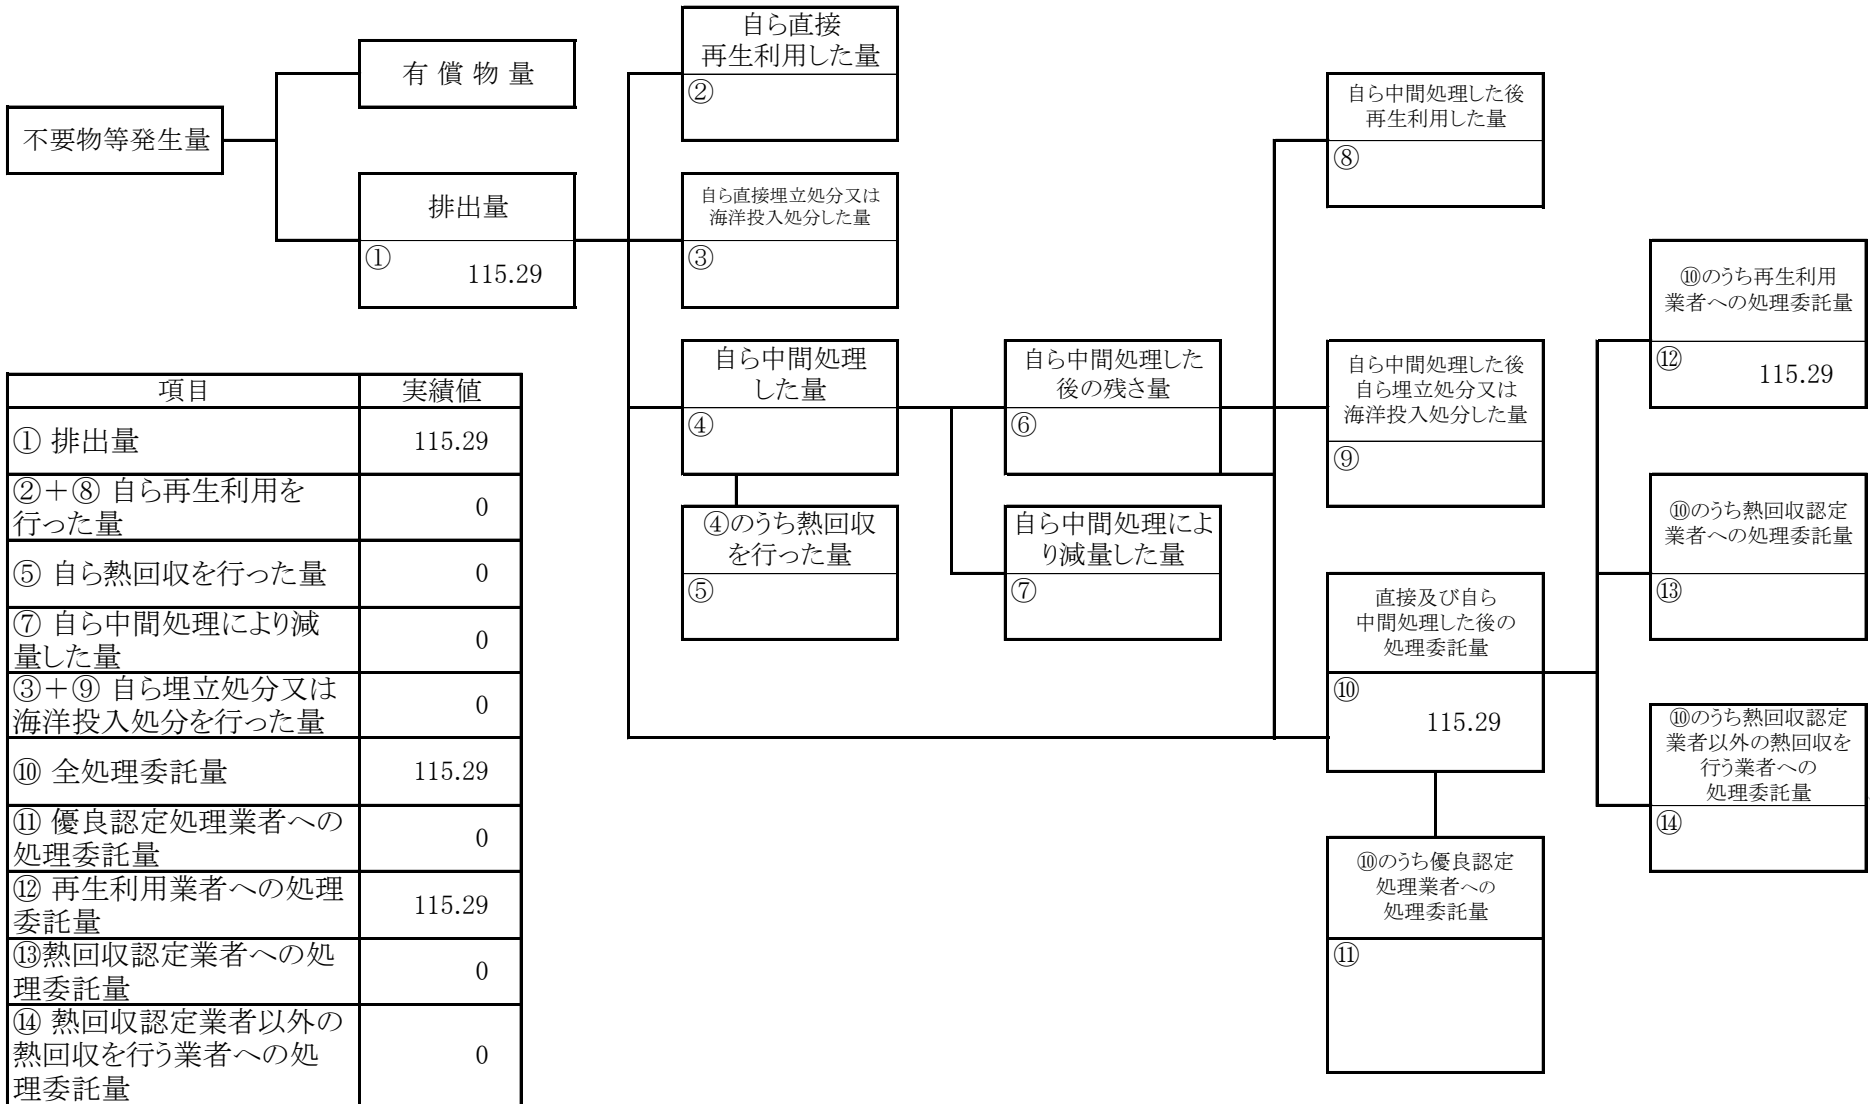 不要物等発生量
有償物量
排出量
①
115.29
自ら直接
再生利用した量
②
自ら直接埋立処分又は
海洋投入処分した量
③
自ら中間処理
した量
④
④のうち熱回収
を行った量
⑤
自ら中間処理した
後の残さ量
⑥
自ら中間処理によ
り減量した量
⑦
自ら中間処理した後
再生利用した量
⑧
自ら中間処理した後
自ら埋立処分又は
海洋投入処分した量
⑨
直接及び自ら
中間処理した後の
処理委託量
⑩
115.29
⑩のうち優良認定
処理業者への
処理委託量
⑪
⑩のうち再生利用
業者への処理委託量
⑫
115.29
⑩のうち熱回収認定
業者への処理委託量
⑬
⑩のうち熱回収認定
業者以外の熱回収を
行う業者への
処理委託量
⑭
項目 実績値
① 排出量 115.29
②＋⑧ 自ら再生利用を
行った量 0
⑤ 自ら熱回収を行った量 0
⑦ 自ら中間処理により減
量した量 0
③＋⑨ 自ら埋立処分又は
海洋投入処分を行った量 0
⑩ 全処理委託量 115.29
⑪ 優良認定処理業者への
処理委託量 0
⑫ 再生利用業者への処理
委託量 115.29
⑬熱回収認定業者への処
理委託量 0
⑭ 熱回収認定業者以外の
熱回収を行う業者への処
理委託量 0